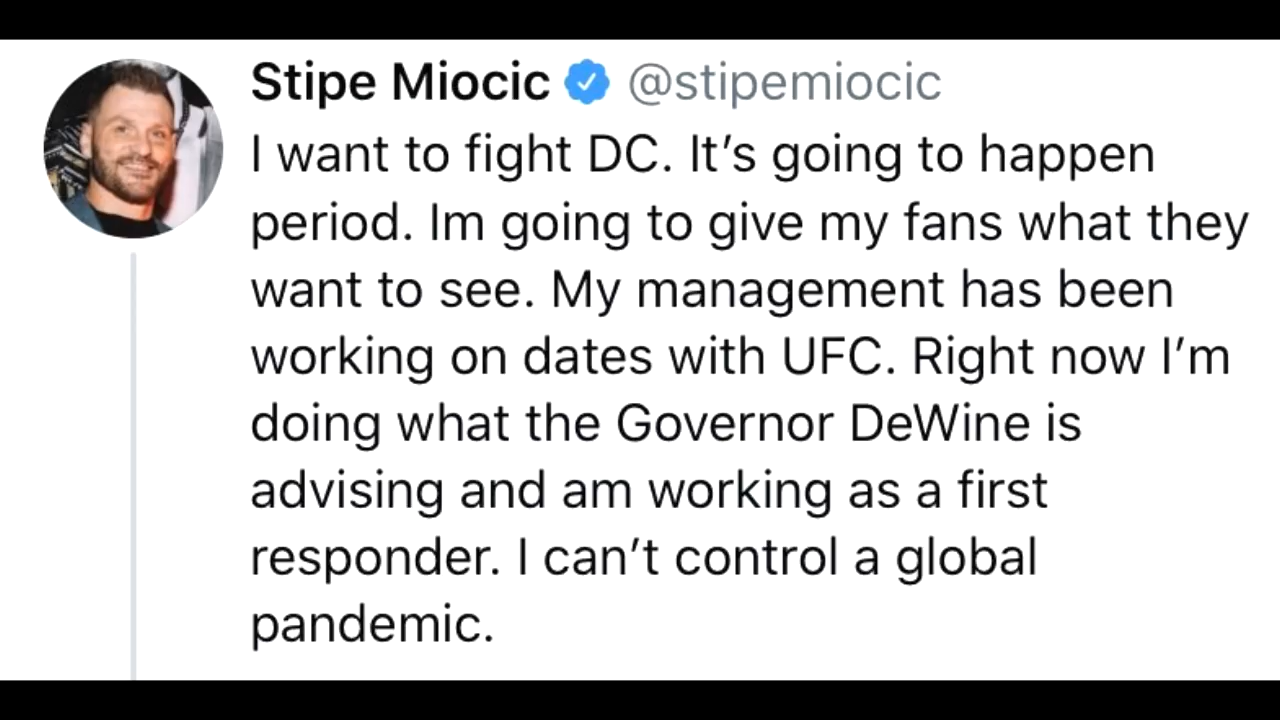 Stipe Miocic @stipemiocic
I want to fight DC. It’s going to happen
period. Im going to give my fans what they
want to see. My management has been
working on dates with UFC. Right now I’m
doing what the Governor DeWine is
advising and am working as a first
responder. I can’t control a global
pandemic.